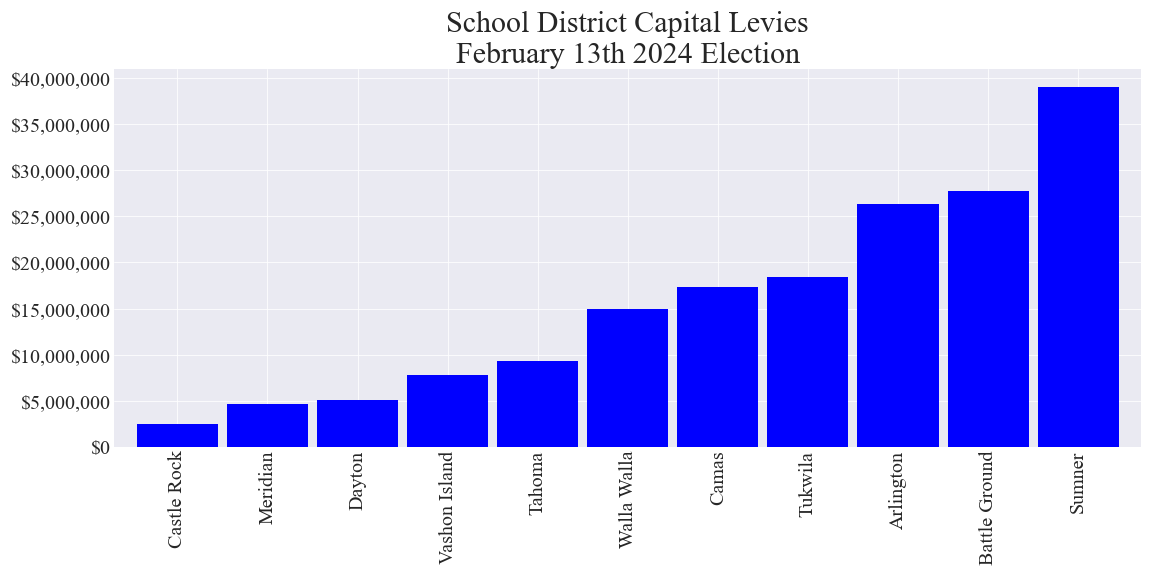 School District Capital Levies
February 13th 2024 Election
$40,000,000
$35,000,000
$30,000,000
$25,000,000
$20,000,000
$15,000,000
$10,000,000
$5,000,000
$0
Castle Rock
Meridian
Dayton
Vashon Island
Tahoma
Walla Walla
Camas
Tukwila
Arlington
Battle Ground
Sumner